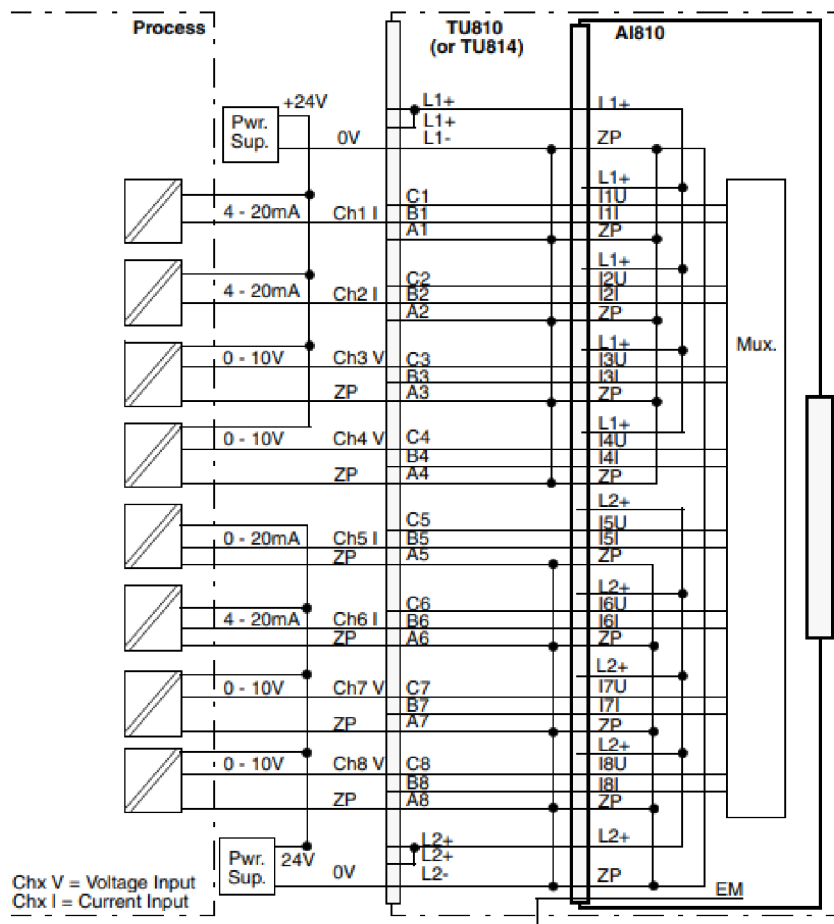 Process
TU810
(or TU814)
AI810
+24V
Pwr.
Sup.
0V
L1+
L1+
L1-
L1+
ZP
4 - 20mA
Ch1 I
C1
B1
A1
L1+
I1U
I1I
ZP
4 - 20mA
Ch2 I
C2
B2
A2
L1+
I2U
I2I
ZP
0 - 10V
Ch3 V
ZP
C3
B3
A3
L1+
I3U
I3I
ZP
Mux.
0 - 10V
Ch4 V
ZP
C4
B4
A4
L1+
I4U
I4I
ZP
0 - 20mA
Ch5 I
ZP
C5
B5
A5
L2+
I5U
I5I
ZP
4 - 20mA
Ch6 I
ZP
C6
B6
A6
L2+
I6U
I6I
ZP
0 - 10V
Ch7 V
ZP
C7
B7
A7
L2+
I7U
I7I
ZP
0 - 10V
Ch8 V
ZP
C8
B8
A8
L2+
I8U
I8I
ZP
Pwr.
Sup.
24V
0V
L2+
L2+
L2-
L2+
ZP
EM
Chx V = Voltage Input
Chx I = Current Input